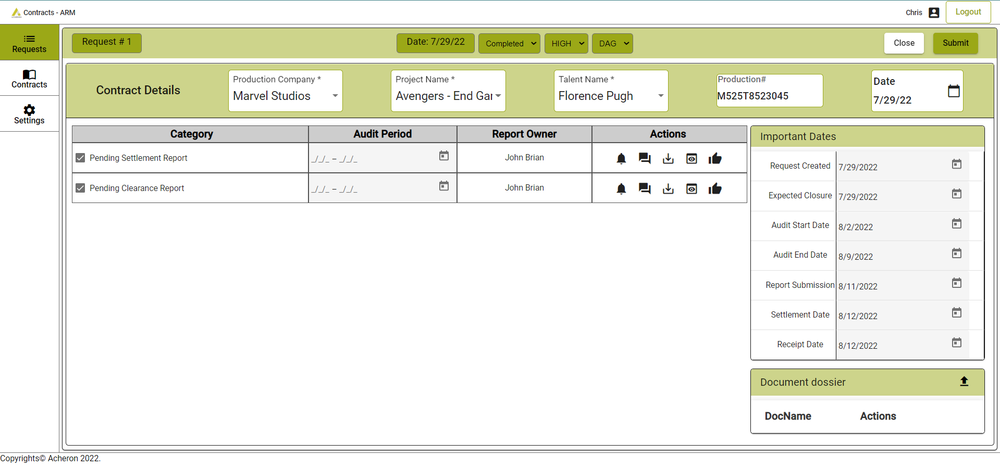 Contracts - ARM
Chris
Logout
Requests
Contracts
Settings
Request # 1
Date: 7/29/22
Completed
HIGH
DAG
Close
Submit
Contract Details
Production Company *
Marvel Studios
Project Name *
Avengers - End Gar
Talent Name *
Florence Pugh
Production#
M525T8523045
Date
7/29/22
Category Audit Period Report Owner Actions
Pending Settlement Report _/_/_ – _/_/_ John Brian
Pending Clearance Report _/_/_ – _/_/_ John Brian
Important Dates
Request Created 7/29/2022
Expected Closure 7/29/2022
Audit Start Date 8/2/2022
Audit End Date 8/9/2022
Report Submission 8/11/2022
Settlement Date 8/12/2022
Receipt Date 8/12/2022
Document dossier
DocName Actions
Copyrights© Acheron 2022.